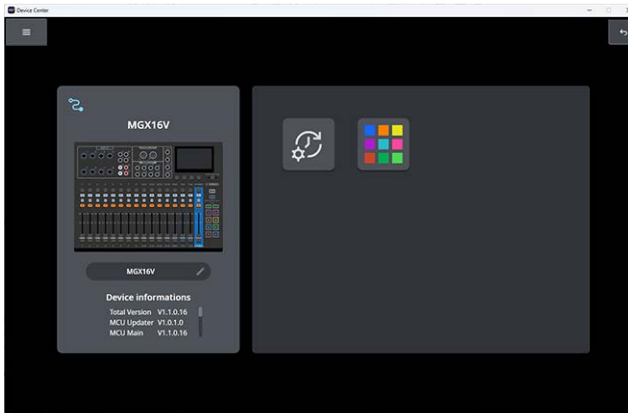 Device Center
MGX16V
MGX16V
Device informations
Total Version V1.1.0.16
MCU Updater V1.0.1.0
MCU Main V1.1.0.16